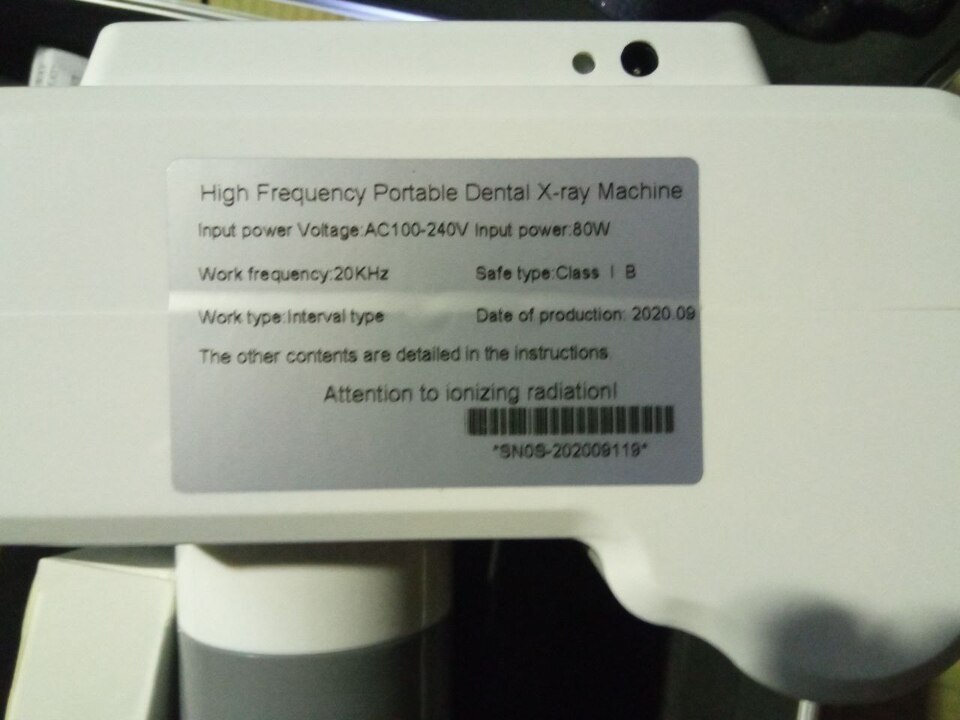 High Frequency Portable Dental X-ray Machine
Input power Voltage:AC100-240V Input power:80W
Work frequency:20KHz Safe type:Class I B
Work type:Interval type Date of production: 2020.09
The other contents are detailed in the instructions
Attention to ionizing radiation!
*SN0S-202009119*